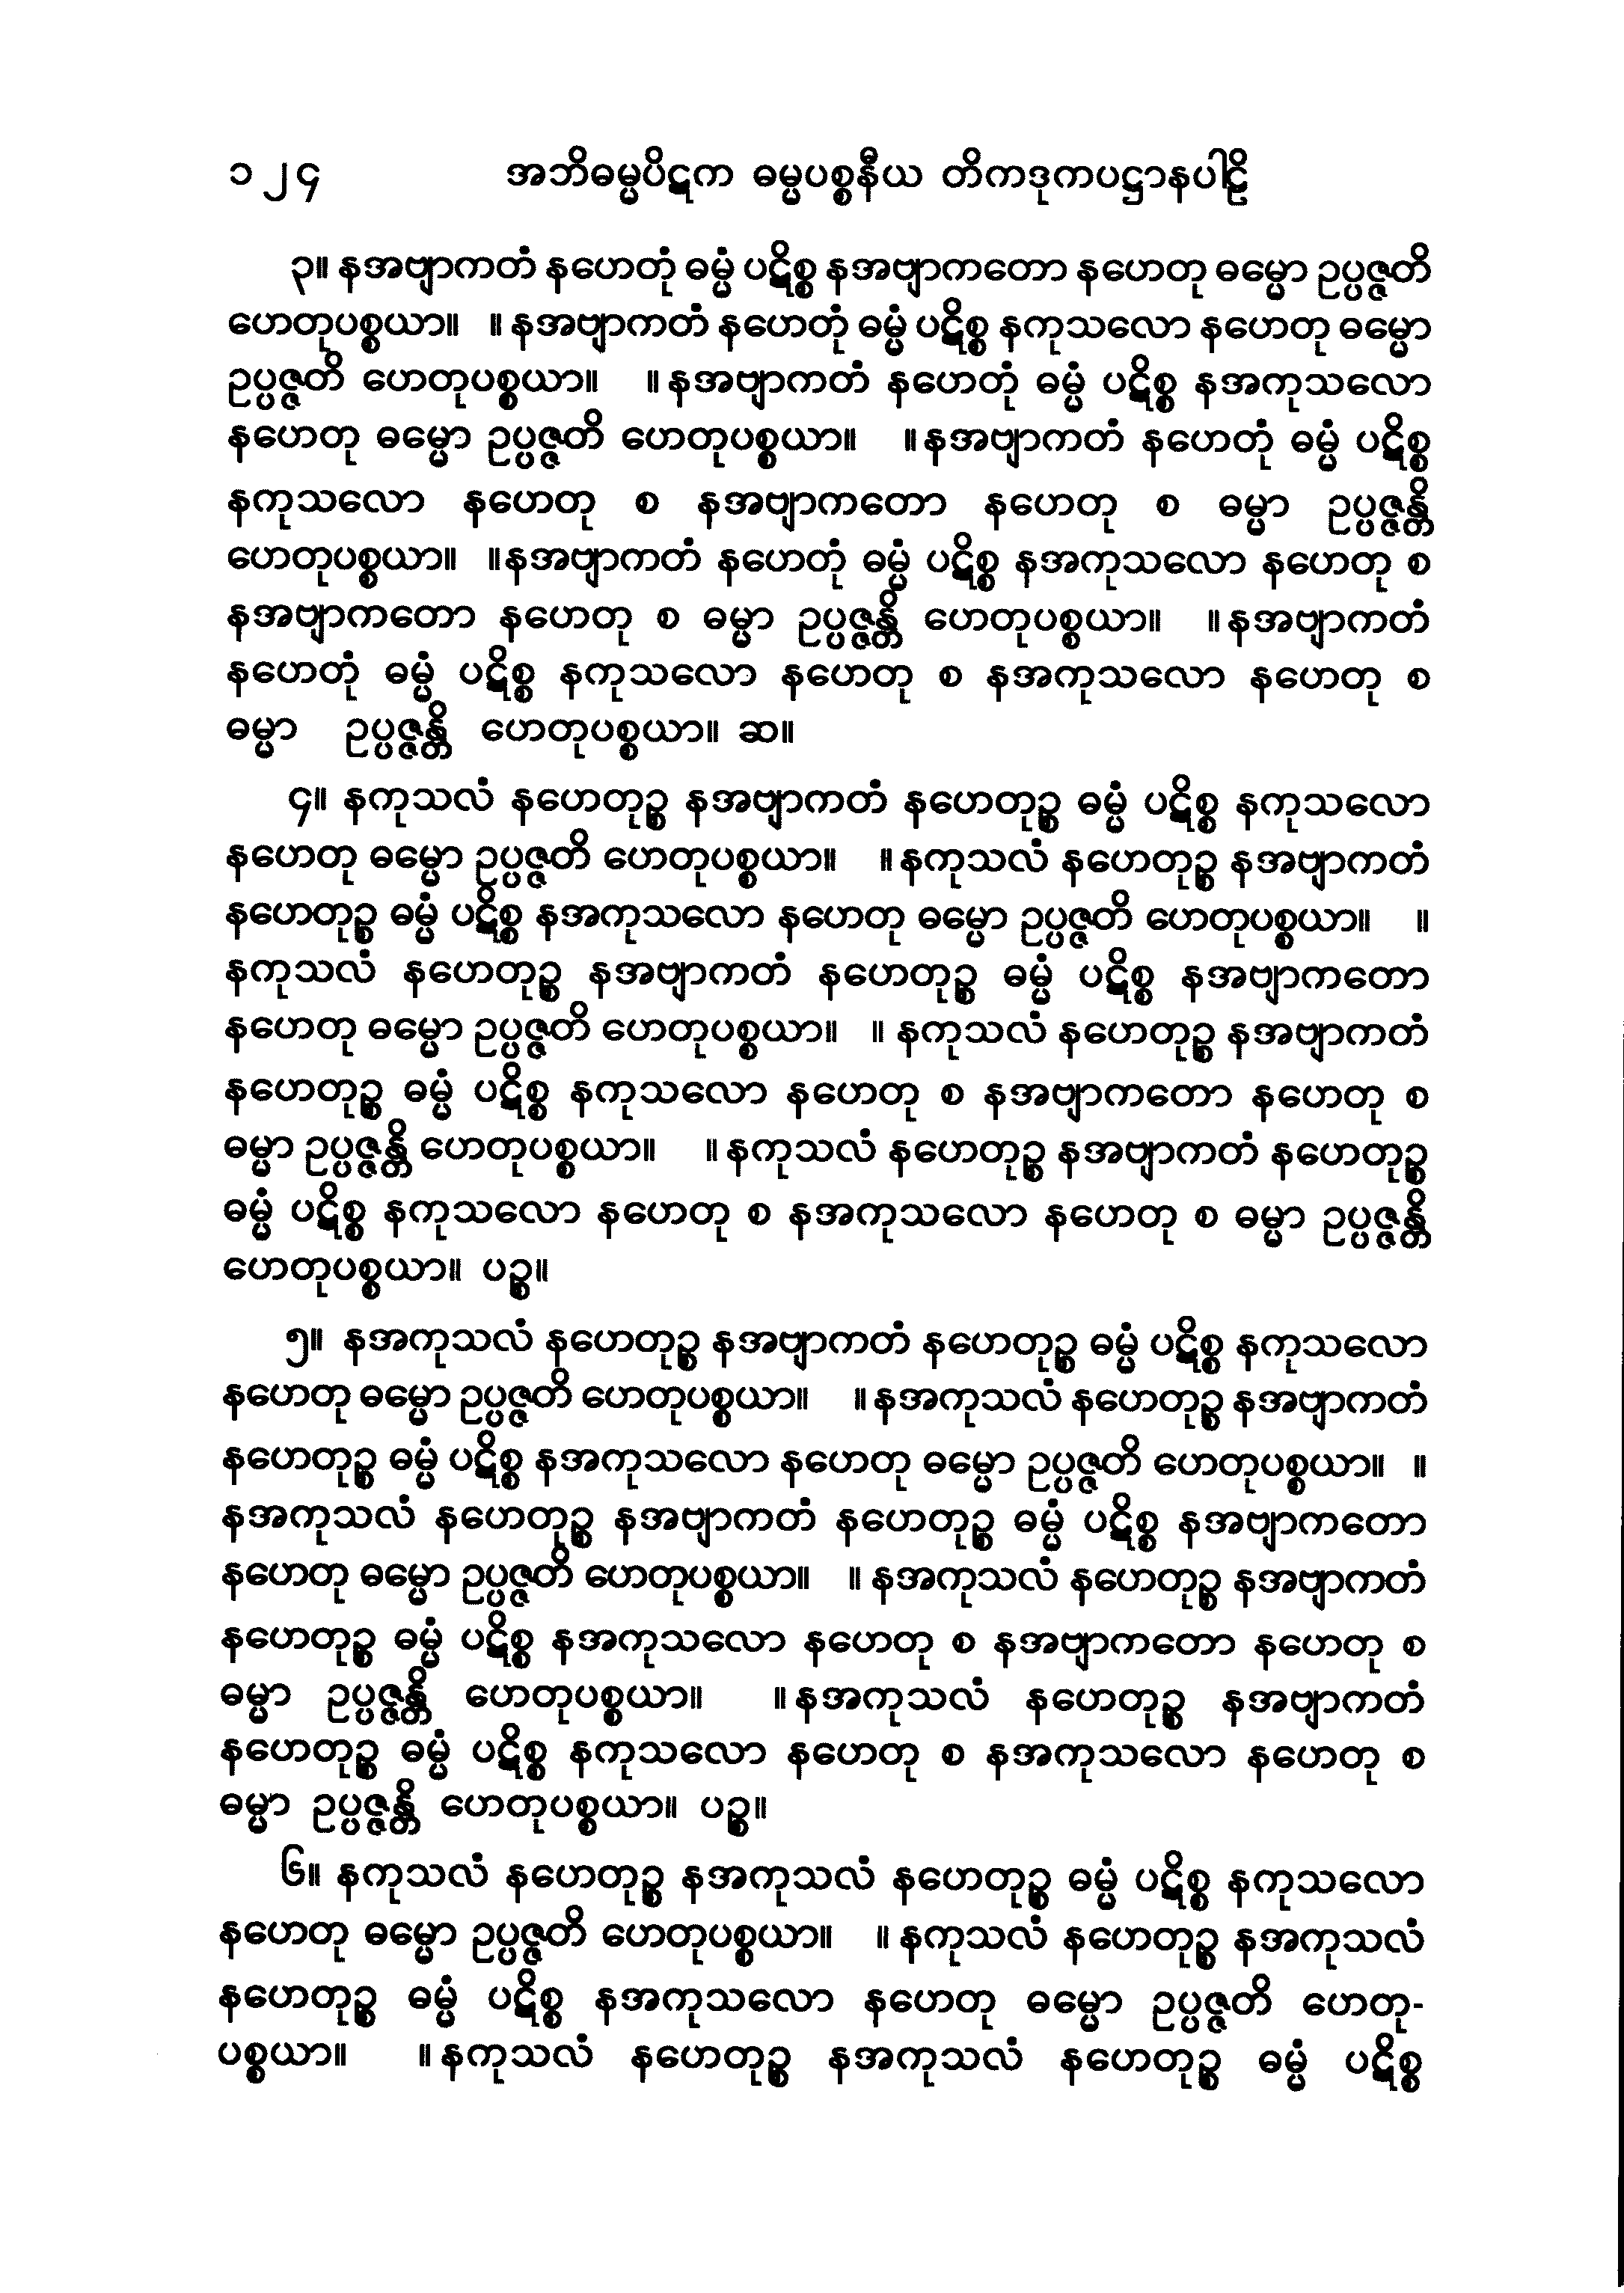 ၁၂၄ အဘိဓမ္မပိဋက ဓမ္မပစ္စနီယ တိကဒုကပဋ္ဌာနပါဠိ
၃။ နအဗျာကတံ နဟေတုံ ဓမ္မံ ပဋိစ္စ နအဗျာကတော နဟေတု ဓမ္မော ဥပ္ပဇ္ဇတိ
ဟေတုပစ္စယာ။ ။ နအဗျာကတံ နဟေတုံ ဓမ္မံ ပဋိစ္စ နကုသလော နဟေတု ဓမ္မော
ဥပ္ပဇ္ဇတိ ဟေတုပစ္စယာ။ ။ နအဗျာကတံ နဟေတုံ ဓမ္မံ ပဋိစ္စ နအကုသလော
နဟေတု ဓမ္မော ဥပ္ပဇ္ဇတိ ဟေတုပစ္စယာ။ ။ နအဗျာကတံ နဟေတုံ ဓမ္မံ ပဋိစ္စ
နကုသလော နဟေတု စ နအဗျာကတော နဟေတု စ ဓမ္မာ ဥပ္ပဇ္ဇန္တိ
ဟေတုပစ္စယာ။ ။ နအဗျာကတံ နဟေတုံ ဓမ္မံ ပဋိစ္စ နအကုသလော နဟေတု စ
နအဗျာကတော နဟေတု စ ဓမ္မာ ဥပ္ပဇ္ဇန္တိ ဟေတုပစ္စယာ။ ။ နအဗျာကတံ
နဟေတုံ ဓမ္မံ ပဋိစ္စ နကုသလော နဟေတု စ နအကုသလော နဟေတု စ
ဓမ္မာ ဥပ္ပဇ္ဇန္တိ ဟေတုပစ္စယာ။ ဆ။
၄။ နကုသလံ နဟေတုဉ္စ နအဗျာကတံ နဟေတုဉ္စ ဓမ္မံ ပဋိစ္စ နကုသလော
နဟေတု ဓမ္မော ဥပ္ပဇ္ဇတိ ဟေတုပစ္စယာ။ ။ နကုသလံ နဟေတုဉ္စ နအဗျာကတံ
နဟေတုဉ္စ ဓမ္မံ ပဋိစ္စ နအကုသလော နဟေတု ဓမ္မော ဥပ္ပဇ္ဇတိ ဟေတုပစ္စယာ။ ။
နကုသလံ နဟေတုဉ္စ နအဗျာကတံ နဟေတုဉ္စ ဓမ္မံ ပဋိစ္စ နအဗျာကတော
နဟေတု ဓမ္မော ဥပ္ပဇ္ဇတိ ဟေတုပစ္စယာ။ ။ နကုသလံ နဟေတုဉ္စ နအဗျာကတံ
နဟေတုဉ္စ ဓမ္မံ ပဋိစ္စ နကုသလော နဟေတု စ နအဗျာကတော နဟေတု စ
ဓမ္မာ ဥပ္ပဇ္ဇန္တိ ဟေတုပစ္စယာ။ ။ နကုသလံ နဟေတုဉ္စ နအဗျာကတံ နဟေတုဉ္စ
ဓမ္မံ ပဋိစ္စ နကုသလော နဟေတု စ နအကုသလော နဟေတု စ ဓမ္မာ ဥပ္ပဇ္ဇန္တိ
ဟေတုပစ္စယာ။ ပဉ္စ။
၅။ နအကုသလံ နဟေတုဉ္စ နအဗျာကတံ နဟေတုဉ္စ ဓမ္မံ ပဋိစ္စ နကုသလော
နဟေတု ဓမ္မော ဥပ္ပဇ္ဇတိ ဟေတုပစ္စယာ။ ။ နအကုသလံ နဟေတုဉ္စ နအဗျာကတံ
နဟေတုဉ္စ ဓမ္မံ ပဋိစ္စ နအကုသလော နဟေတု ဓမ္မော ဥပ္ပဇ္ဇတိ ဟေတုပစ္စယာ။ ။
နအကုသလံ နဟေတုဉ္စ နအဗျာကတံ နဟေတုဉ္စ ဓမ္မံ ပဋိစ္စ နအဗျာကတော
နဟေတု ဓမ္မော ဥပ္ပဇ္ဇတိ ဟေတုပစ္စယာ။ ။ နအကုသလံ နဟေတုဉ္စ နအဗျာကတံ
နဟေတုဉ္စ ဓမ္မံ ပဋိစ္စ နအကုသလော နဟေတု စ နအဗျာကတော နဟေတု စ
ဓမ္မာ ဥပ္ပဇ္ဇန္တိ ဟေတုပစ္စယာ။ ။ နအကုသလံ နဟေတုဉ္စ နအဗျာကတံ
နဟေတုဉ္စ ဓမ္မံ ပဋိစ္စ နကုသလော နဟေတု စ နအကုသလော နဟေတု စ
ဓမ္မာ ဥပ္ပဇ္ဇန္တိ ဟေတုပစ္စယာ။ ပဉ္စ။
၆။ နကုသလံ နဟေတုဉ္စ နအကုသလံ နဟေတုဉ္စ ဓမ္မံ ပဋိစ္စ နကုသလော
နဟေတု ဓမ္မော ဥပ္ပဇ္ဇတိ ဟေတုပစ္စယာ။ ။ နကုသလံ နဟေတုဉ္စ နအကုသလံ
နဟေတုဉ္စ ဓမ္မံ ပဋိစ္စ နအကုသလော နဟေတု ဓမ္မော ဥပ္ပဇ္ဇတိ ဟေတု-
ပစ္စယာ။ ။ နကုသလံ နဟေတုဉ္စ နအကုသလံ နဟေတုဉ္စ ဓမ္မံ ပဋိစ္စ